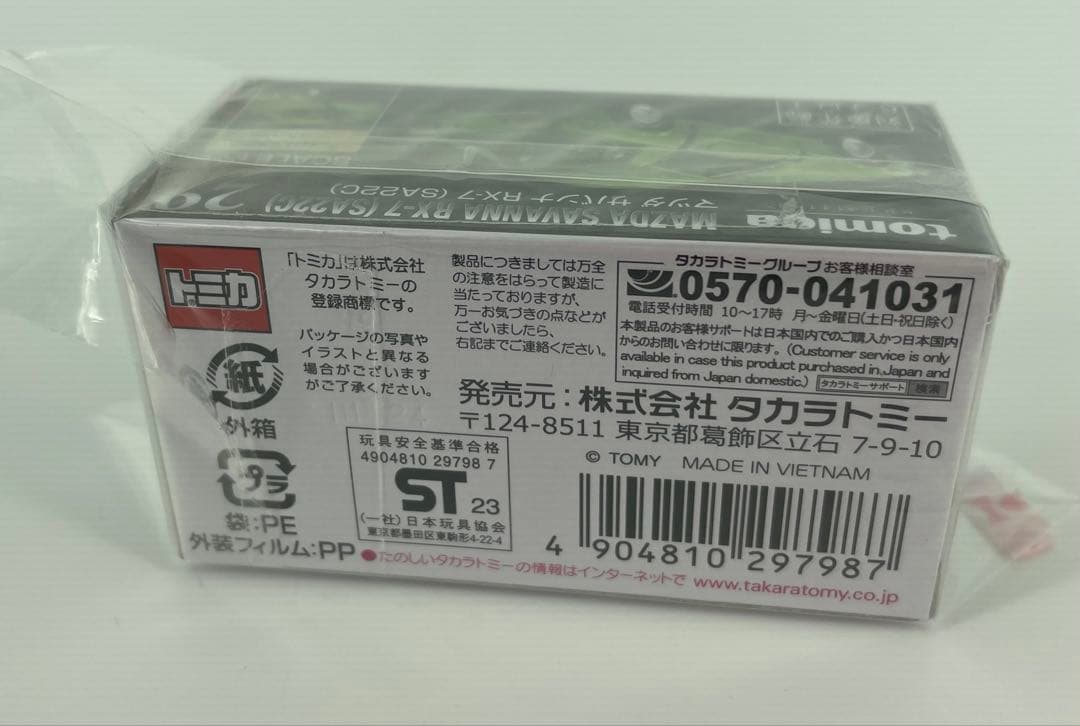 SCALE
29
MAZDA SAVANNA RX-7 (SA22C)
マツダ サバンナ RX-7 (SA22C)
tomica
トミカ
「トミカ」は株式会社
タカラトミーの
登録商標です。
パッケージの写真や
イラストと異なる
場合がございます
がご了承ください。
製品につきましては万全
の注意をはらって製造に
当たっておりますが、
万一お気づきの点などが
ございましたら、
右記までご連絡ください。
タカラトミーグループお客様相談室
0570-041031
電話受付時間 10〜17時 月〜金曜日(土日・祝日除く)
本製品のお客様サポートは日本国内でのご購入かつ日本国内
からのお問い合わせに限ります。(Customer service is only
available in case this product purchased in Japan and
inquired from Japan domestic.) タカラトミーサポート 検索
発売元:株式会社 タカラトミー
〒124-8511 東京都葛飾区立石 7-9-10
© TOMY MADE IN VIETNAM
紙
外箱
プラ
袋:PE
外装フィルム:PP
玩具安全基準合格
4904810 29798 7
ST 23
(一社)日本玩具協会
東京都墨田区東駒形4-22-4
4 904810 297987
●たのしいタカラトミーの情報はインターネットで www.takaratomy.co.jp